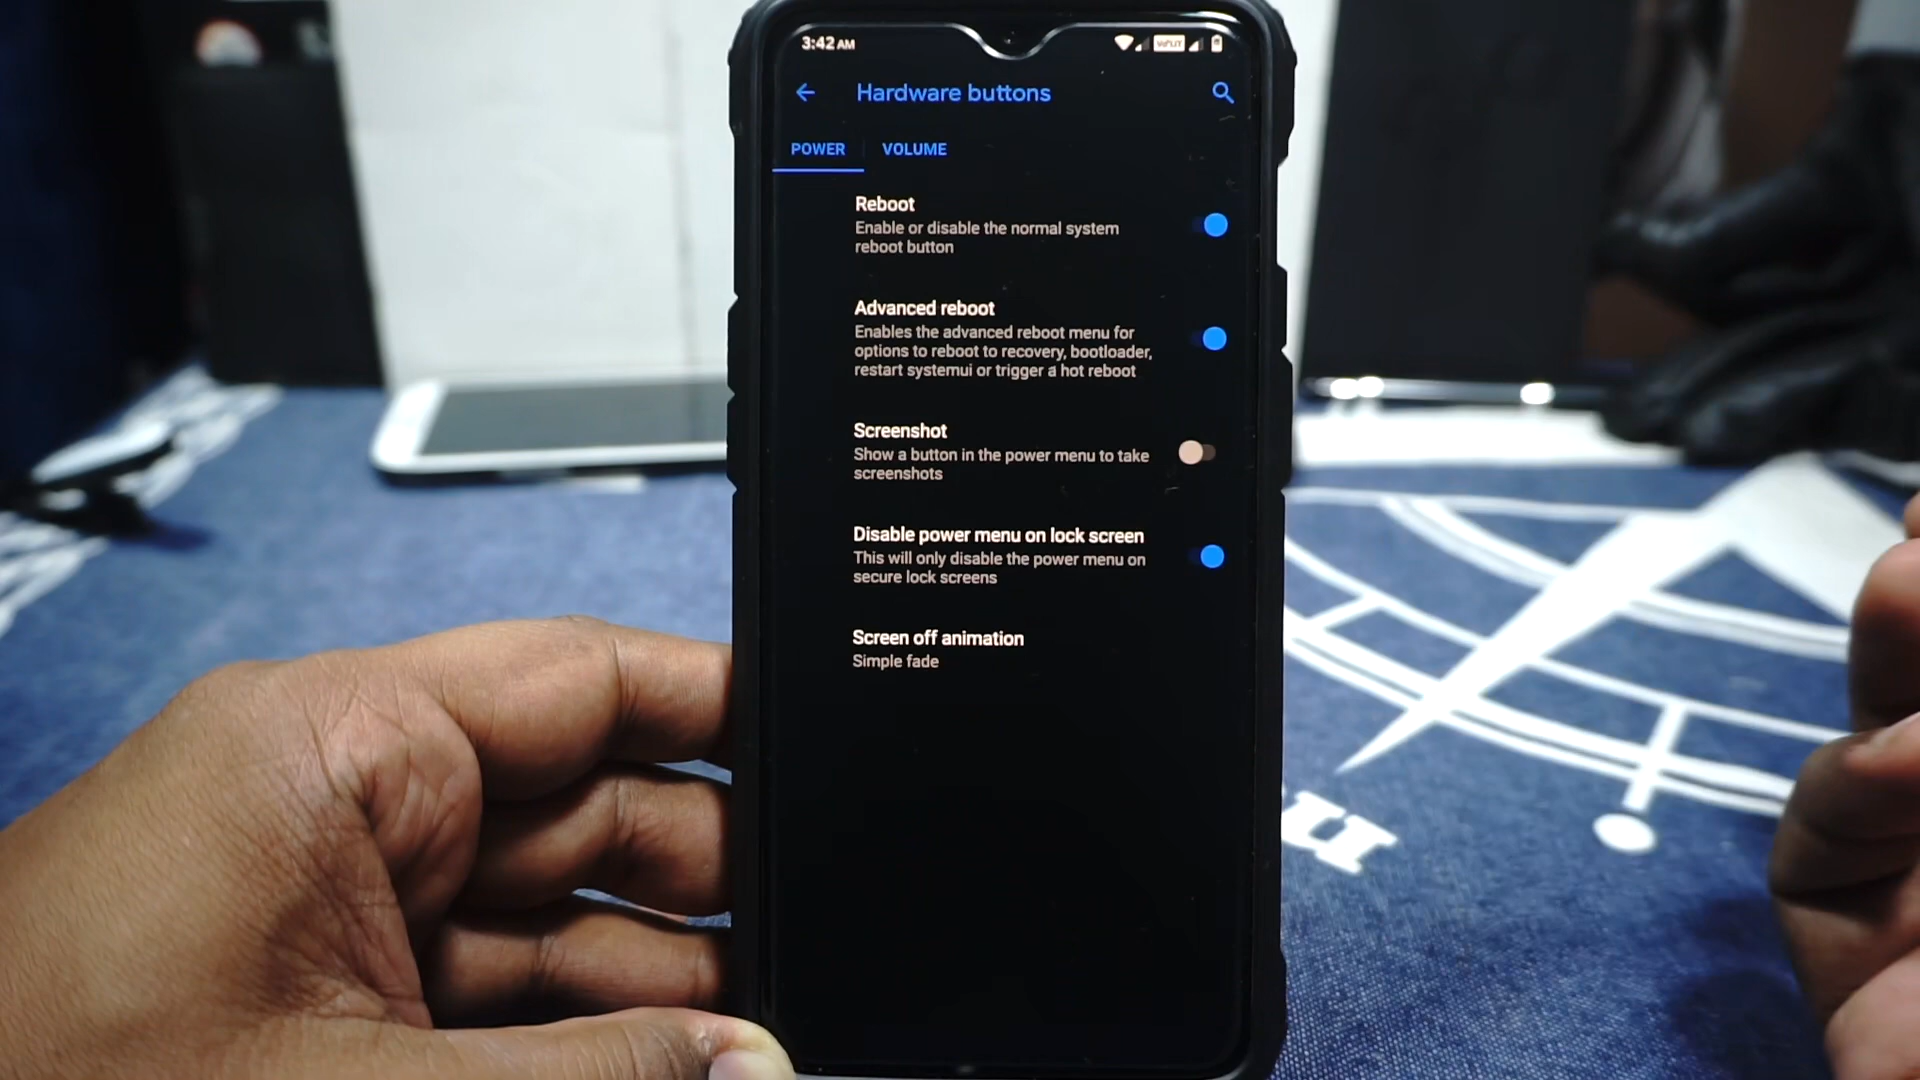 3:42 AM
Hardware buttons
POWER
VOLUME
Reboot
Enable or disable the normal system
reboot button
Advanced reboot
Enables the advanced reboot menu for
options to reboot to recovery, bootloader,
restart systemui or trigger a hot reboot
Screenshot
Show a button in the power menu to take
screenshots
Disable power menu on lock screen
This will only disable the power menu on
secure lock screens
Screen off animation
Simple fade